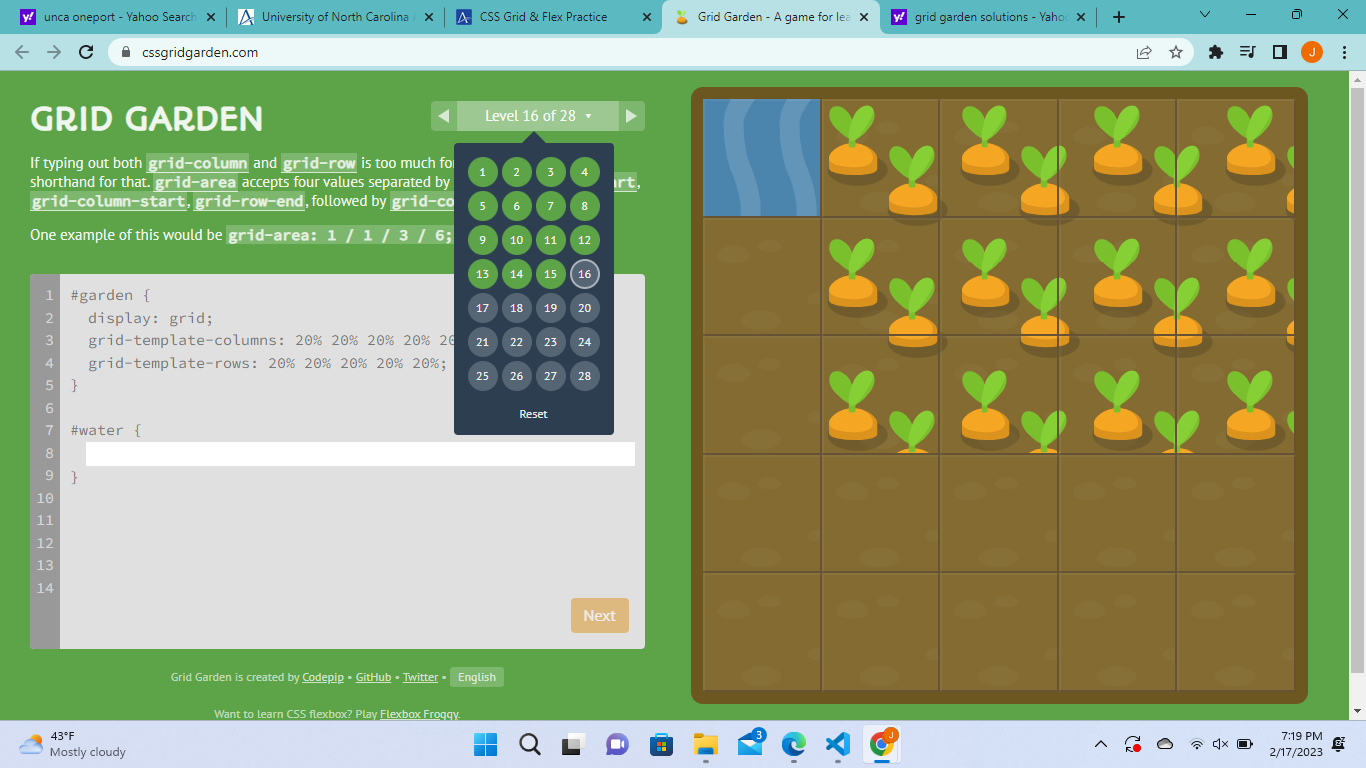 unca oneport - Yahoo Search
University of North Carolina A
CSS Grid & Flex Practice
Grid Garden - A game for lea
grid garden solutions - Yahoo
cssgridgarden.com
J
GRID GARDEN
Level 16 of 28
If typing out both grid-column and grid-row is too much for
shorthand for that. grid-area accepts four values separated by
grid-column-start, grid-row-end, followed by grid-co
One example of this would be grid-area: 1 / 1 / 3 / 6;
1 2 3 4
5 6 7 8
9 10 11 12
13 14 15 16
17 18 19 20
21 22 23 24
25 26 27 28
Reset
1 #garden {
2 display: grid;
3 grid-template-columns: 20% 20% 20% 20% 20
4 grid-template-rows: 20% 20% 20% 20% 20%;
5 }
6
7 #water {
8
9 }
10
11
12
13
14
Next
Grid Garden is created by Codepip • GitHub • Twitter • English
Want to learn CSS flexbox? Play Flexbox Froggy.
43°F
Mostly cloudy
3
J
7:19 PM
2/17/2023